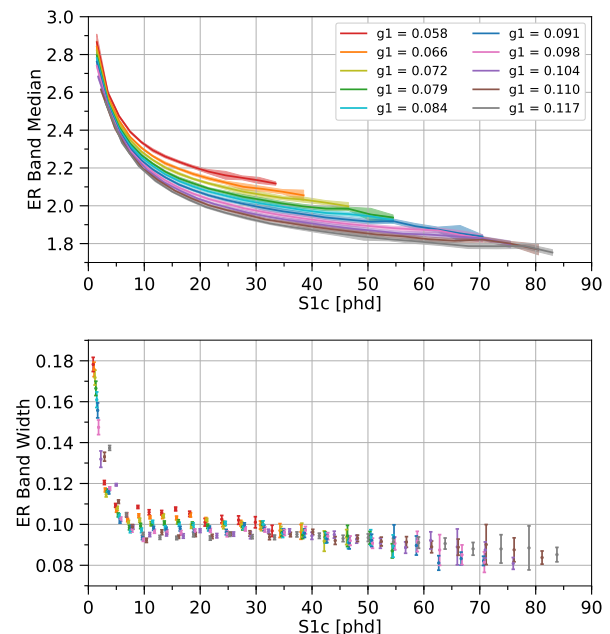 3.0
2.8
2.6
2.4
2.2
2.0
1.8
ER Band Median
g1 = 0.058
g1 = 0.066
g1 = 0.072
g1 = 0.079
g1 = 0.084
g1 = 0.091
g1 = 0.098
g1 = 0.104
g1 = 0.110
g1 = 0.117
0 10 20 30 40 50 60 70 80 90
S1c [phd]
0.18
0.16
0.14
0.12
0.10
0.08
ER Band Width
0 10 20 30 40 50 60 70 80 90
S1c [phd]